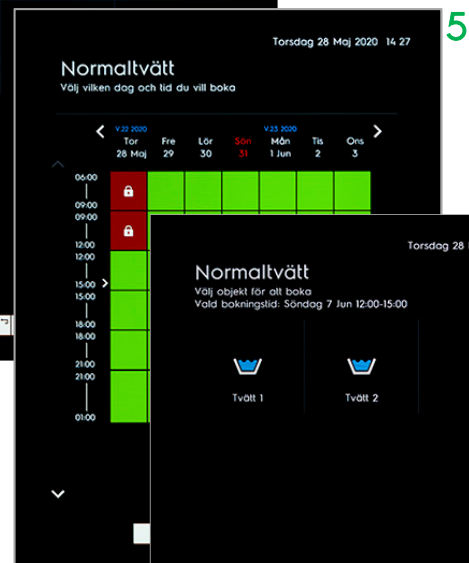 5
Torsdag 28 Maj 2020 14 27
Normaltvätt
Välj vilken dag och tid du vill boka
V.22 2020 V.23 2020
Tor Fre Lör Sön Mån Tis Ons
28 Maj 29 30 31 1 Jun 2 3
06:00
09:00
09:00
12:00
12:00
15:00
15:00
18:00
18:00
21:00
21:00
01:00
Torsdag 28
Normaltvätt
Välj objekt för att boka
Vald bokningstid: Söndag 7 Jun 12:00-15:00
Tvätt 1 Tvätt 2